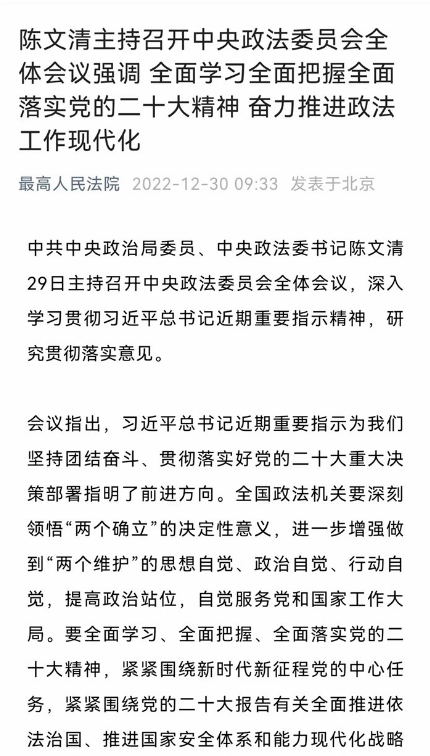 陈文清主持召开中央政法委员会全
体会议强调 全面学习全面把握全面
落实党的二十大精神 奋力推进政法
工作现代化
最高人民法院 2022-12-30 09:33 发表于北京
中共中央政治局委员、中央政法委书记陈文清
29日主持召开中央政法委员会全体会议，深入
学习贯彻习近平总书记近期重要指示精神，研
究贯彻落实意见。
会议指出，习近平总书记近期重要指示为我们
坚持团结奋斗、贯彻落实好党的二十大重大决
策部署指明了前进方向。全国政法机关要深刻
领悟“两个确立”的决定性意义，进一步增强做
到“两个维护”的思想自觉、政治自觉、行动自
觉，提高政治站位，自觉服务党和国家工作大
局。要全面学习、全面把握、全面落实党的二
十大精神，紧紧围绕新时代新征程党的中心任
务，紧紧围绕党的二十大报告有关全面推进依
法治国、推进国家安全体系和能力现代化战略